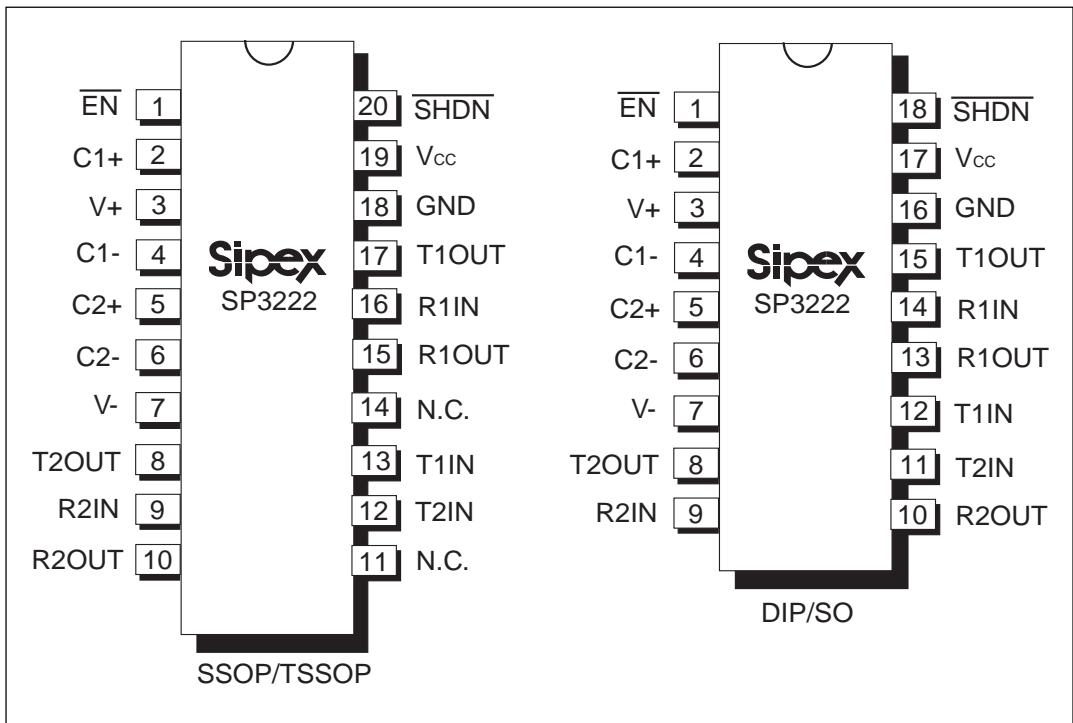 EN 1 20 SHDN
C1+ 2 19 Vcc
V+ 3 18 GND
C1- 4 17 T1OUT
C2+ 5 16 R1IN
C2- 6 15 R1OUT
V- 7 14 N.C.
T2OUT 8 13 T1IN
R2IN 9 12 T2IN
R2OUT 10 11 N.C.
Sipex
SP3222
SSOP/TSSOP
EN 1 18 SHDN
C1+ 2 17 Vcc
V+ 3 16 GND
C1- 4 15 T1OUT
C2+ 5 14 R1IN
C2- 6 13 R1OUT
V- 7 12 T1IN
T2OUT 8 11 T2IN
R2IN 9 10 R2OUT
Sipex
SP3222
DIP/SO